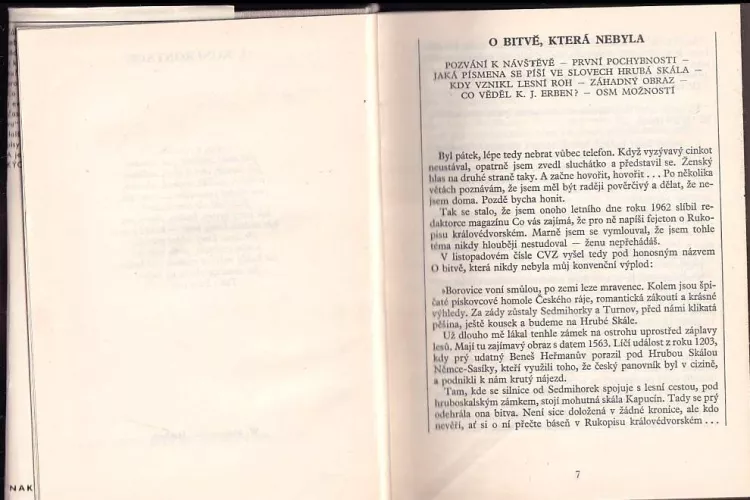 O BITVĚ, KTERÁ NEBYLA
POZVÁNÍ K NÁVŠTĚVĚ – PRVNÍ POCHYBNOSTI –
JAKÁ PÍSMENA SE PÍŠÍ VE SLOVECH HRUBÁ SKÁLA –
KDY VZNIKL LESNÍ ROH – ZÁHADNÝ OBRAZ –
CO VĚDĚL K. J. ERBEN? – OSM MOŽNOSTÍ
Byl pátek, lépe tedy nebrat vůbec telefon. Když vyzývavý cinkot
neustával, opatrně jsem zvedl sluchátko a představil se. Ženský
hlas na druhé straně taky. A začne hovořit, hovořit... Po několika
větách poznávám, že jsem měl být raději pověrčivý a dělat, že ne-
jsem doma. Pozdě bycha honit.
Tak se stalo, že jsem onoho letního dne roku 1962 slíbil re-
daktorce magazínu Co vás zajímá, že pro ně napíši fejeton o Ruko-
pisu královédvorském. Marně jsem se vymlouval, že jsem tohle
téma nikdy hlouběji nestudoval — ženu nepřehádáš.
V listopadovém čísle CVZ vyšel tedy pod honosným názvem
O bitvě, která nikdy nebyla můj konvenční výplod:
»Borovice voní smůlou, po zemi leze mravenec. Kolem jsou špi-
čaté pískovcové homole Českého ráje, romantická zákoutí a krásné
výhledy. Za zády zůstaly Sedmihorky a Turnov, před námi klikatá
pěšina, ještě kousek a budeme na Hrubé Skále.
Už dlouho mě lákal tenhle zámek na ostrohu uprostřed záplavy
lesů. Mají tu zajímavý obraz s datem 1563. Líčí událost z roku 1203,
kdy prý udatný Beneš Heřmanův porazil pod Hrubou Skálou
Němce-Sasíky, kteří využili toho, že český panovník byl v cizině,
a podnikli k nám krutý nájezd.
Tam, kde se silnice od Sedmihorek spojuje s lesní cestou, pod
hruboskalským zámkem, stojí mohutná skála Kapucín. Tady se prý
odehrála ona bitva. Není sice doložená v žádné kronice, ale kdo
nevěří, ať si o ní přečte báseň v Rukopisu královédvorském...
7
NAK